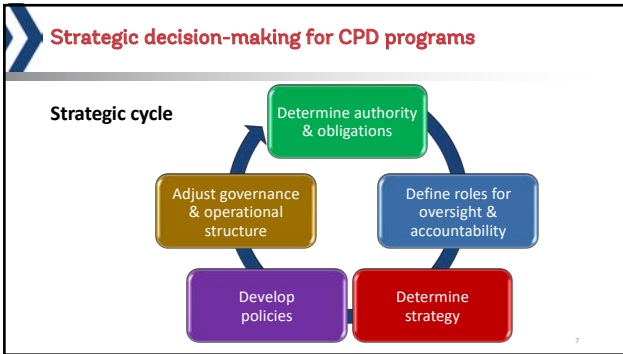 Strategic decision-making for CPD programs
Strategic cycle
Determine authority
& obligations
Define roles for
oversight &
accountability
Determine
strategy
Develop
policies
Adjust governance
& operational
structure
7